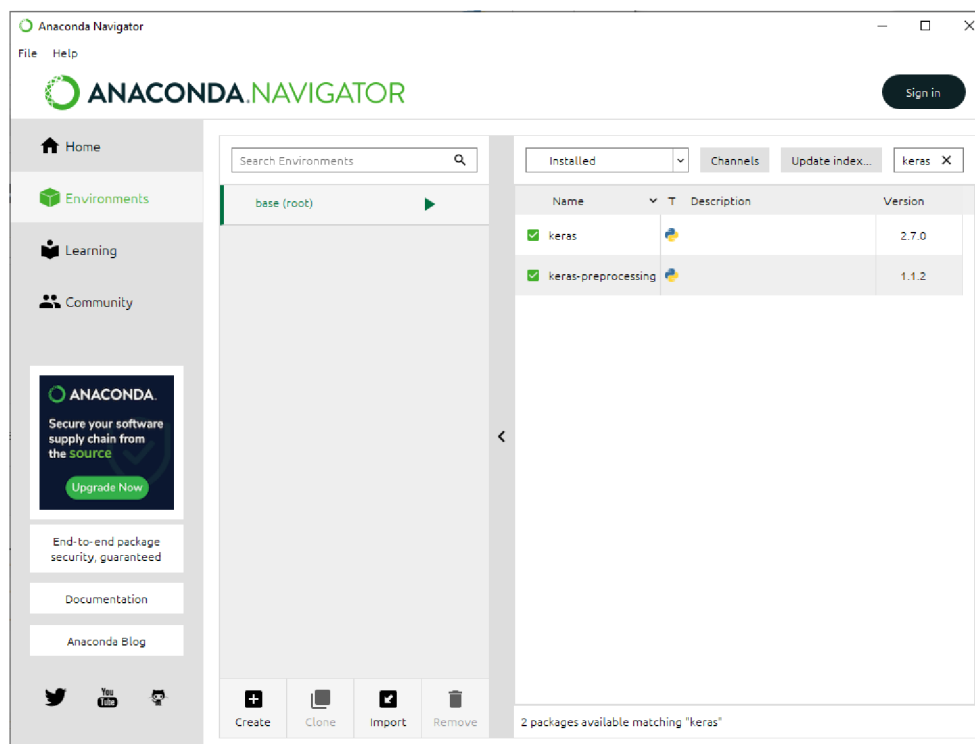 Anaconda Navigator
File Help
ANACONDA.NAVIGATOR
Sign in
Home
Environments
Learning
Community
ANACONDA.
Secure your software
supply chain from
the source
Upgrade Now
End-to-end package
security, guaranteed
Documentation
Anaconda Blog
You
Tube
Search Environments
base (root)
Create Clone Import Remove
Installed Channels Update index... keras
Name T Description Version
keras 2.7.0
keras-preprocessing 1.1.2
2 packages available matching "keras"